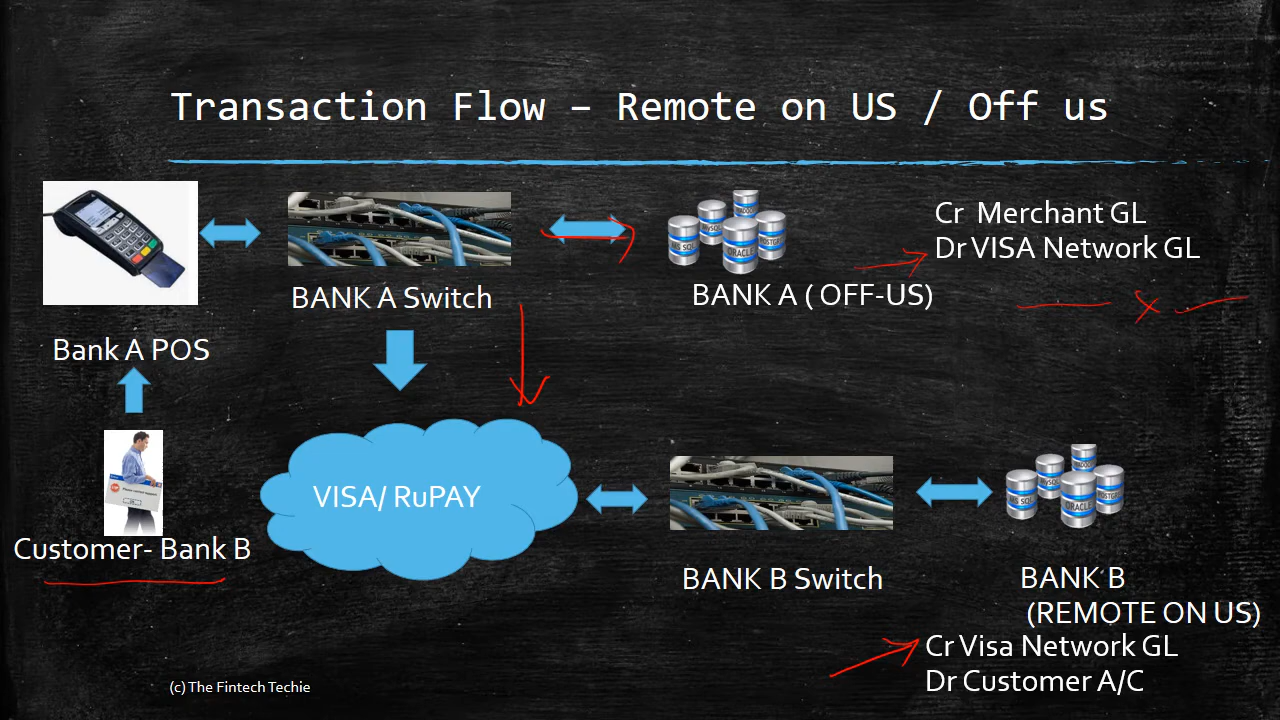 Transaction Flow – Remote on US / Off us
Cr Merchant GL
Dr VISA Network GL
BANK A Switch
BANK A ( OFF-US)
Bank A POS
VISA/ RuPAY
Customer- Bank B
BANK B Switch
BANK B
(REMOTE ON US)
Cr Visa Network GL
Dr Customer A/C
(c) The Fintech Techie
ORACLE
ORACLE